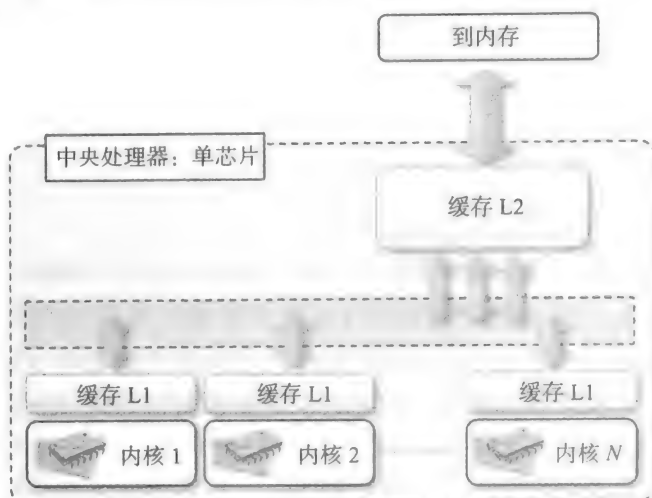 到内存
中央处理器：单芯片
缓存 L2
缓存 L1
缓存 L1
缓存 L1
内核 1
内核 2
内核 N